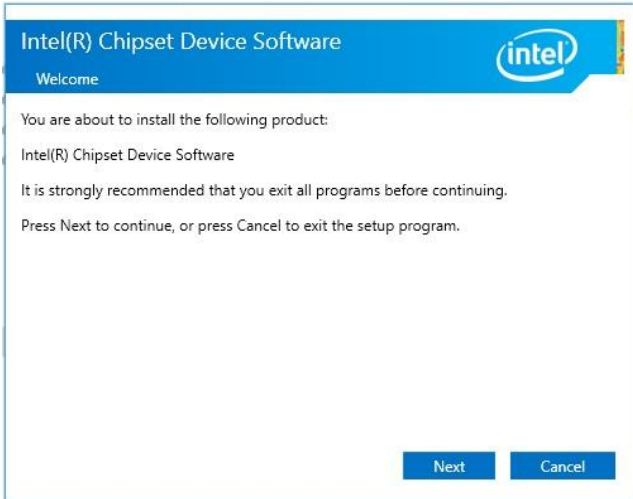 Intel(R) Chipset Device Software
intel
Welcome
You are about to install the following product:
Intel(R) Chipset Device Software
It is strongly recommended that you exit all programs before continuing.
Press Next to continue, or press Cancel to exit the setup program.
Next
Cancel